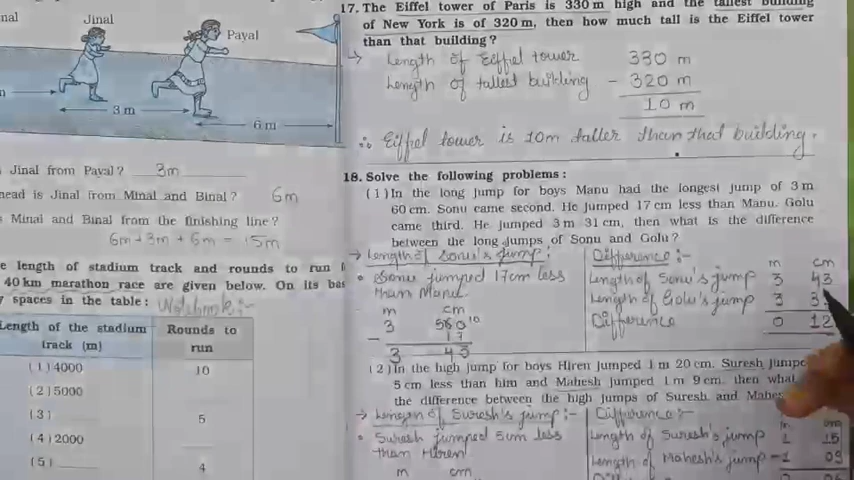 nal
Jinal
Payal
3 m
6 m
Jinal from Payal? 3m
head is Jinal from Minal and Binal? 6m
Minal and Binal from the finishing line?
6m + 3m + 6m = 15m
e length of stadium track and rounds to run
40 km marathon race are given below. On its bas
spaces in the table:
Length of the stadium track (m) Rounds to run
(1) 4000 10
(2) 5000
(3) 5
(4) 2000
(5) 4
17. The Eiffel tower of Paris is 330 m high and the tallest building
of New York is of 320 m, then how much tall is the Eiffel tower
than that building?
→ Length of Eiffel tower 330 m
Length of tallest building - 320 m
10 m
∴ Eiffel tower is 10m taller than that building.
18. Solve the following problems:
(1) In the long jump for boys Manu had the longest jump of 3 m
60 cm. Sonu came second. He jumped 17 cm less than Manu. Golu
came third. He jumped 3 m 31 cm, then what is the difference
between the long jumps of Sonu and Golu?
→ Length of Sonu's jump:
• Sonu jumped 17cm less
than Manu
m cm
3 60 10
- 17
3 43
Difference:-
m cm
Length of Sonu's jump 3 43
Length of Golu's jump 3
Difference 0 12
(2) In the high jump for boys Hiren jumped 1 m 20 cm. Suresh jumpe
5 cm less than him and Mahesh jumped 1 m 9 cm. then what
the difference between the high jumps of Suresh and Mahes
→ Length of Suresh's jump:-
• Suresh jumped 5cm less
than Hiren
m cm
Difference:-
m cm
Length of Suresh's jump 1 15
Length of Mahesh's jump - 1 09